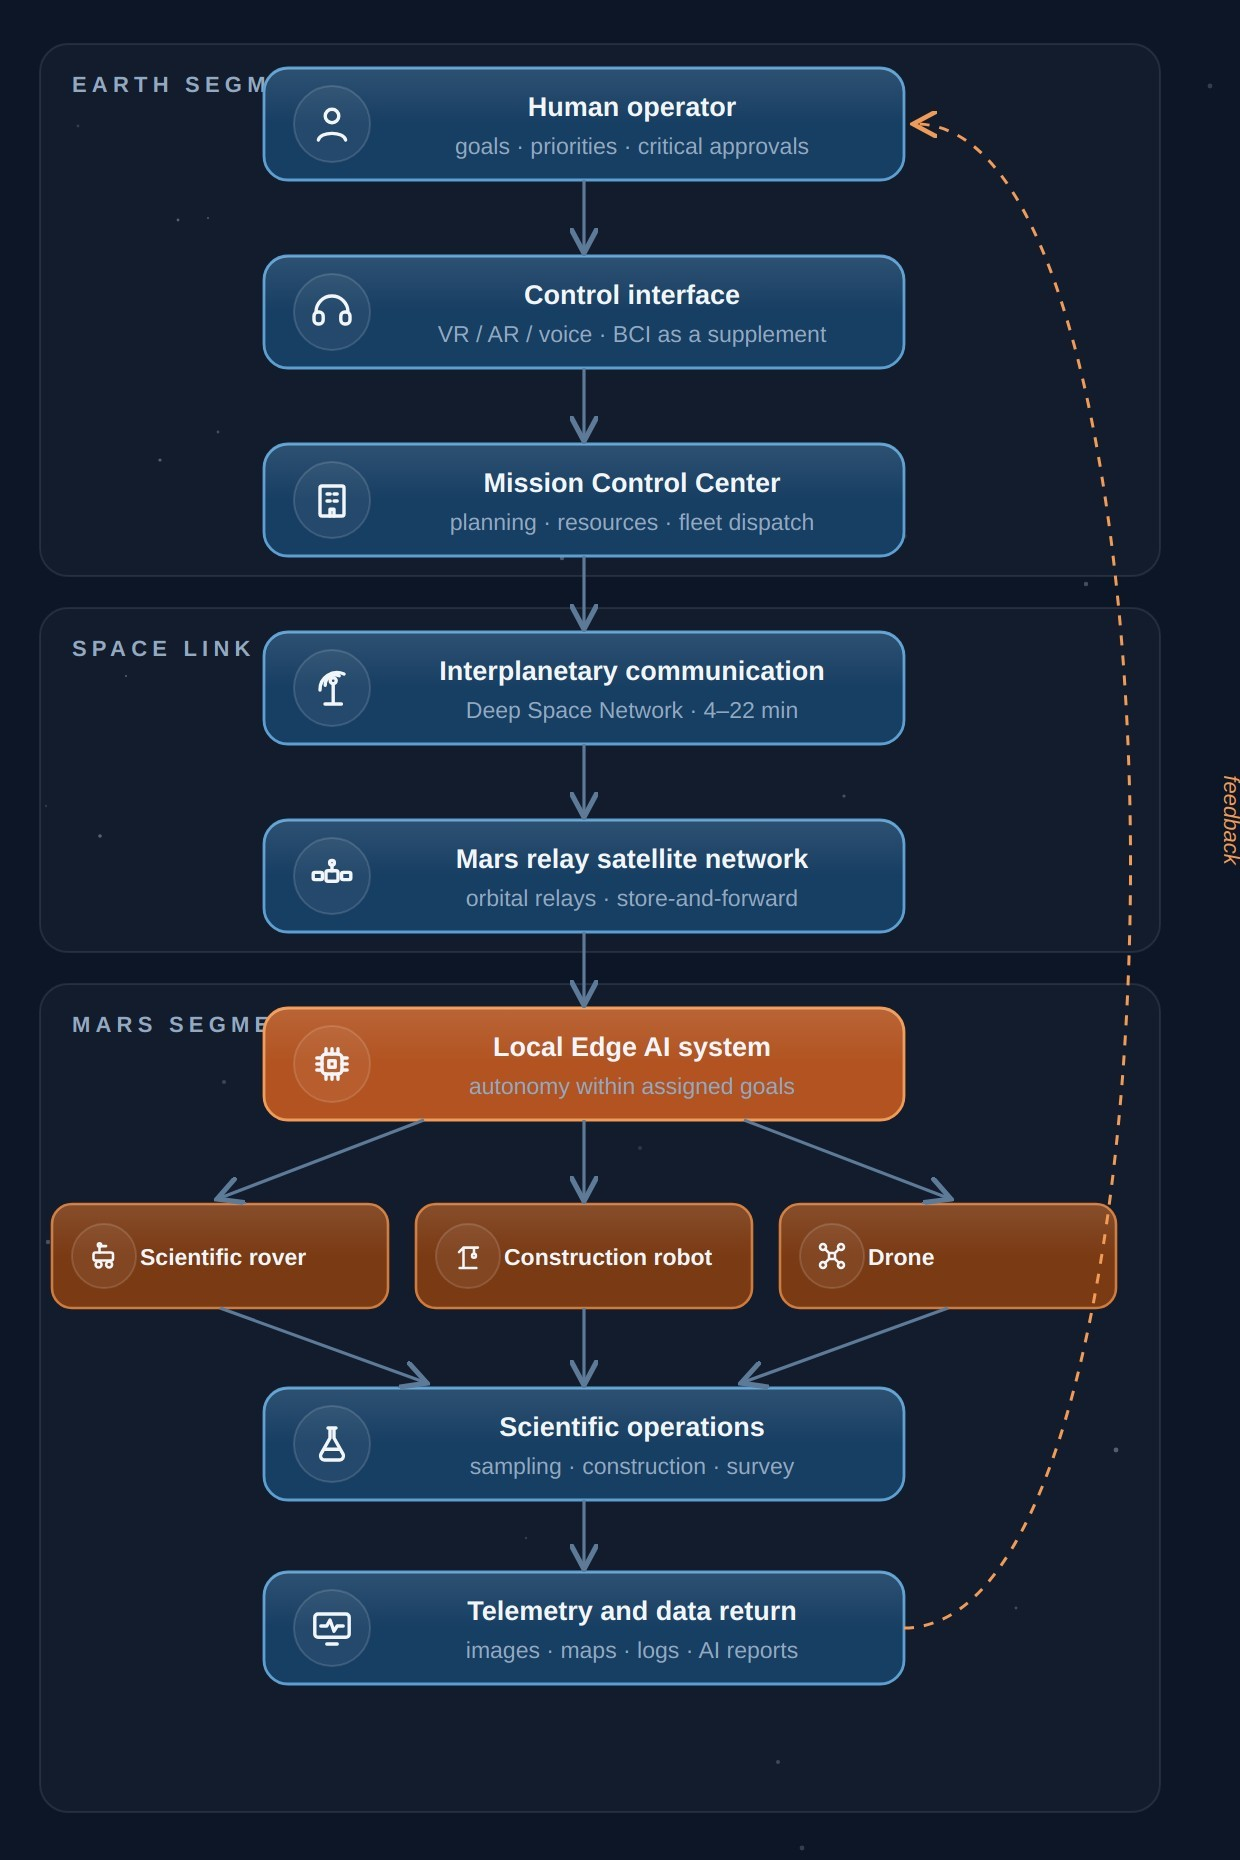 EARTH SEGM
Human operator
goals · priorities · critical approvals
Control interface
VR / AR / voice · BCI as a supplement
Mission Control Center
planning · resources · fleet dispatch
SPACE LINK
Interplanetary communication
Deep Space Network · 4–22 min
feedback
Mars relay satellite network
orbital relays · store-and-forward
MARS SEGME
Local Edge AI system
autonomy within assigned goals
Scientific rover
Construction robot
Drone
Scientific operations
sampling · construction · survey
Telemetry and data return
images · maps · logs · AI reports